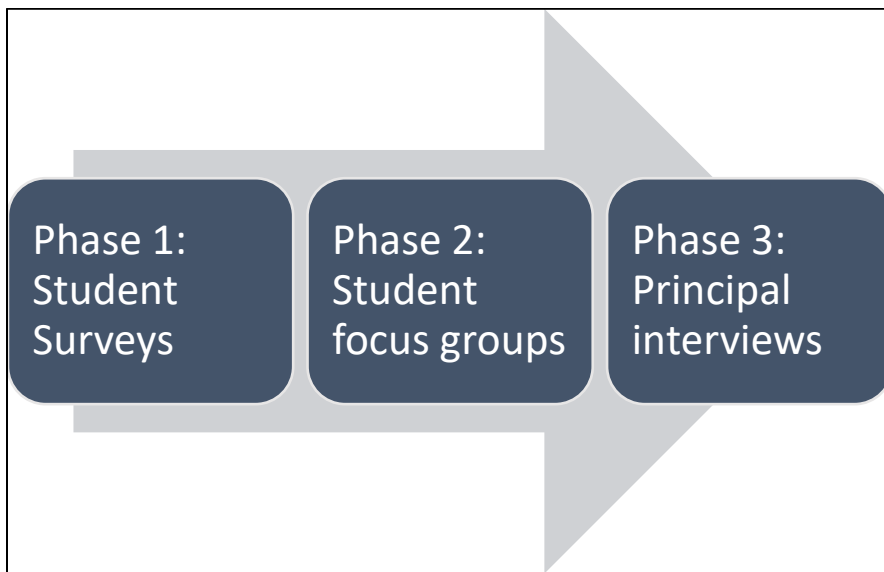 Phase 1:
Student
Surveys
Phase 2:
Student
focus groups
Phase 3:
Principal
interviews